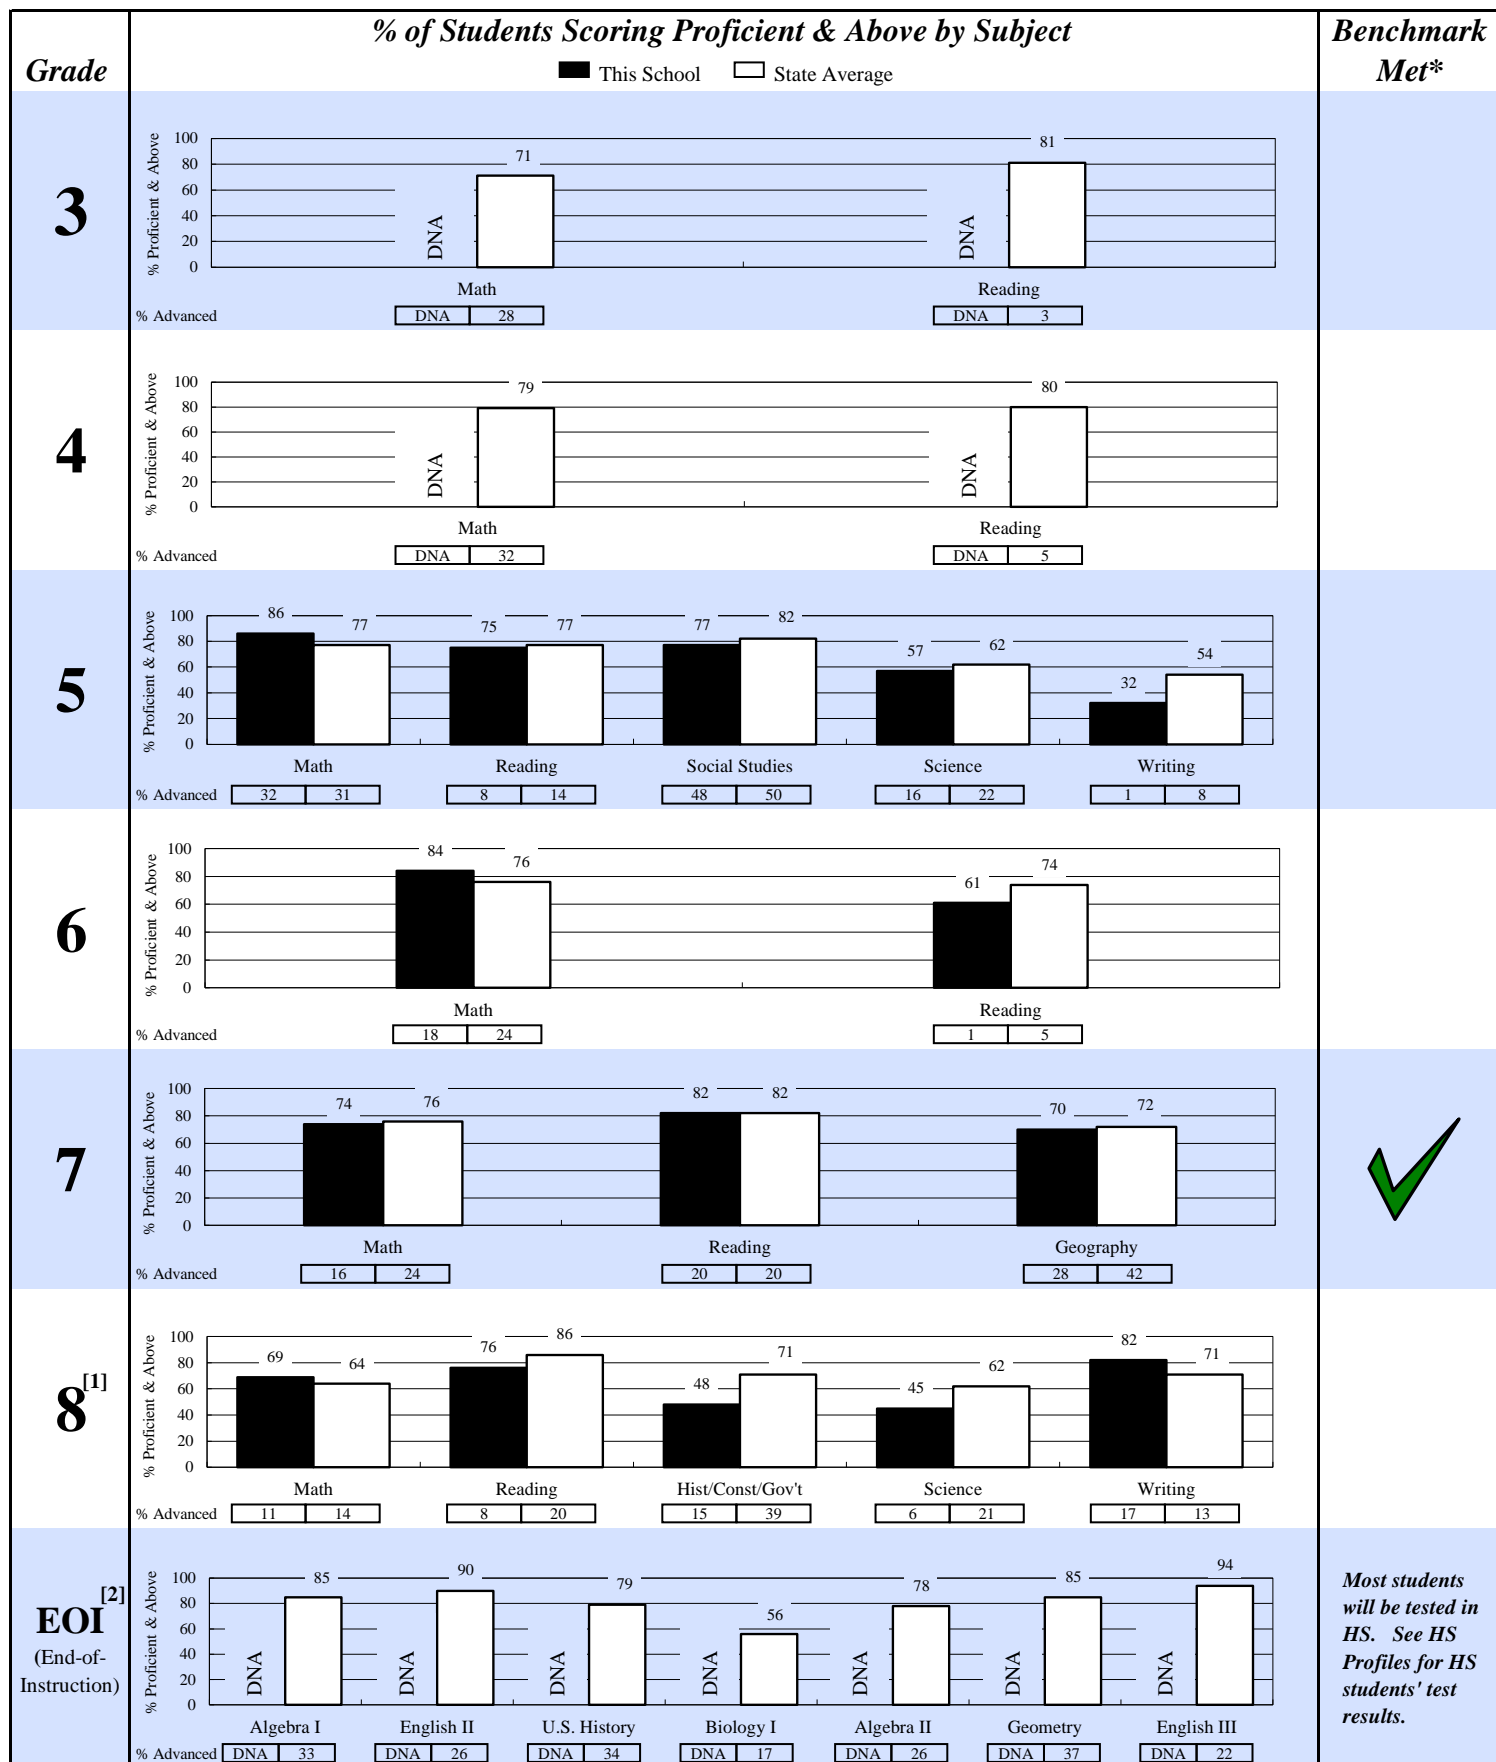 % of Students Scoring Proficient & Above by Subject
Benchmark
Met*
Grade
This School State Average
3
% Proficient & Above
100
80
60
40
20
0
DNA 71
DNA 81
Math Reading
% Advanced DNA 28 DNA 3
4
% Proficient & Above
100
80
60
40
20
0
DNA 79
DNA 80
Math Reading
% Advanced DNA 32 DNA 5
5
% Proficient & Above
100
80
60
40
20
0
86 77 75 77 77 82 57 62 32 54
Math Reading Social Studies Science Writing
% Advanced 32 31 8 14 48 50 16 22 1 8
6
% Proficient & Above
100
80
60
40
20
0
84 76 61 74
Math Reading
% Advanced 18 24 1 5
7
% Proficient & Above
100
80
60
40
20
0
74 76 82 82 70 72
Math Reading Geography
% Advanced 16 24 20 20 28 42
8[1]
% Proficient & Above
100
80
60
40
20
0
69 64 76 86 48 71 45 62 82 71
Math Reading Hist/Const/Gov't Science Writing
% Advanced 11 14 8 20 15 39 6 21 17 13
EOI[2]
(End-of-
Instruction)
% Proficient & Above
100
80
60
40
20
0
DNA 85 DNA 90 DNA 79 DNA 56 DNA 78 DNA 85 DNA 94
Algebra I English II U.S. History Biology I Algebra II Geometry English III
% Advanced DNA 33 DNA 26 DNA 34 DNA 17 DNA 26 DNA 37 DNA 22
Most students
will be tested in
HS. See HS
Profiles for HS
students' test
results.